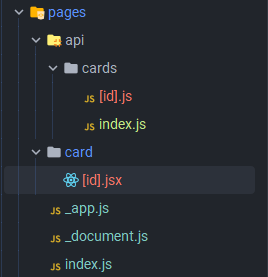 pages
api
cards
JS [id].js
JS index.js
card
[id].jsx
JS _app.js
JS _document.js
JS index.js